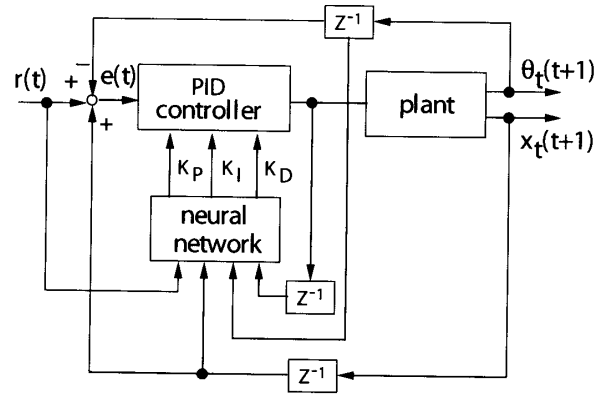 Z⁻¹
−
r(t)
+
e(t)
PID
controller
plant
θt(t+1)
xt(t+1)
+
KP
KI
KD
neural
network
Z⁻¹
Z⁻¹